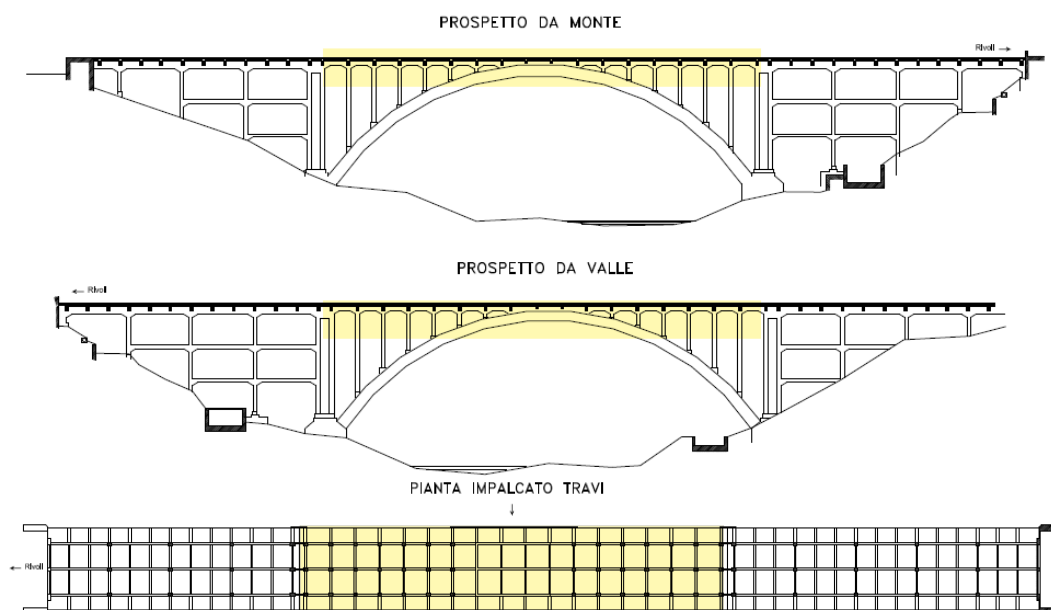 PROSPETTO DA MONTE
Rivoli →
PROSPETTO DA VALLE
← Rivoli
PIANTA IMPALCATO TRAVI
← Rivoli